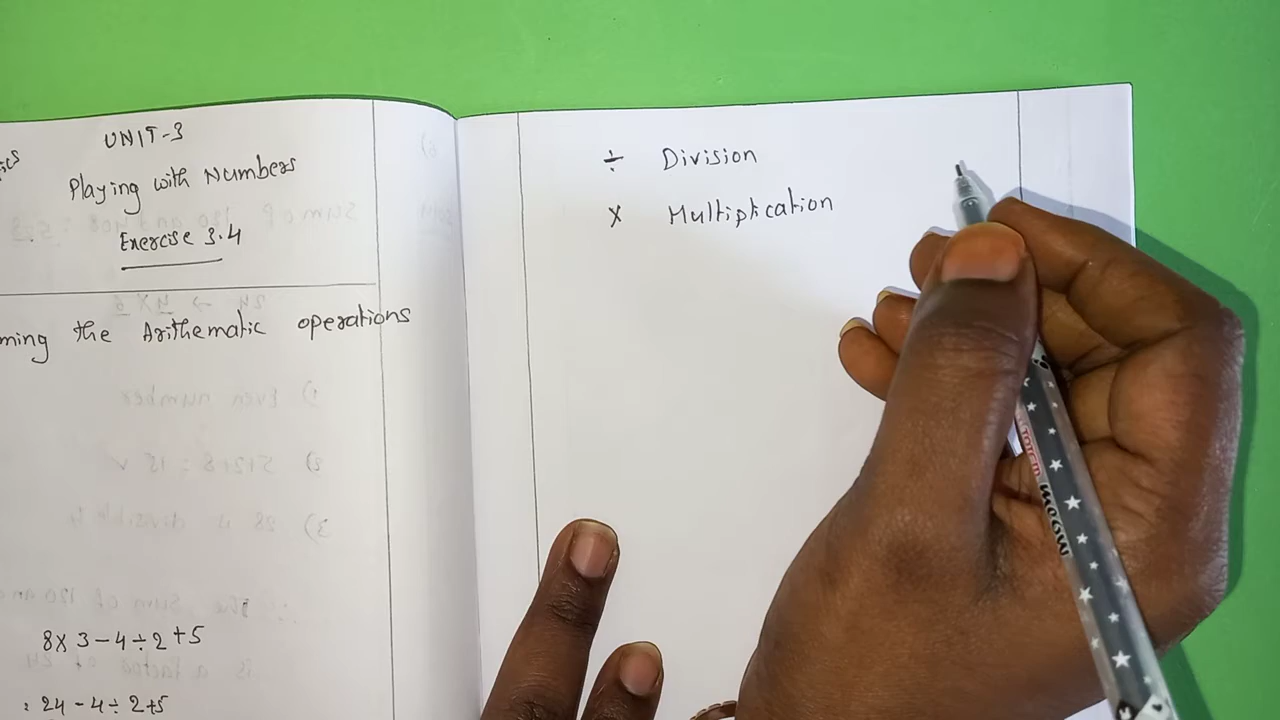 UNIT-3
Playing with Numbers
Exercise 3.4
ming the Arithematic operations
8 × 3 - 4 ÷ 2 + 5
= 24 - 4 ÷ 2 + 5
÷ Division
× Multiplication
meow